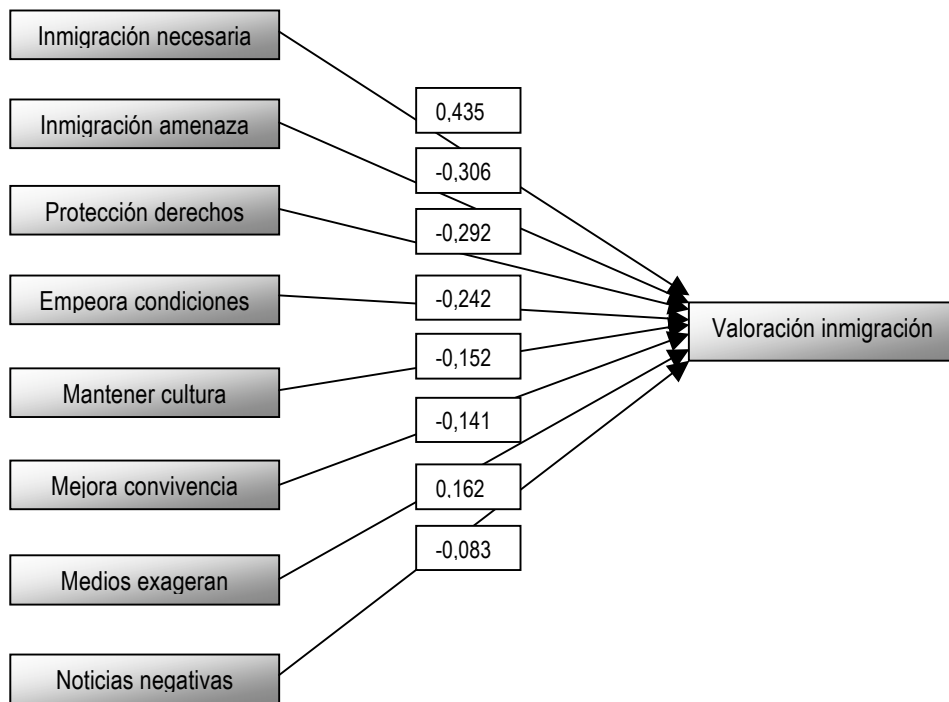 Inmigración necesaria
Inmigración amenaza
Protección derechos
Empeora condiciones
Mantener cultura
Mejora convivencia
Medios exageran
Noticias negativas
0,435
-0,306
-0,292
-0,242
-0,152
-0,141
0,162
-0,083
Valoración inmigración